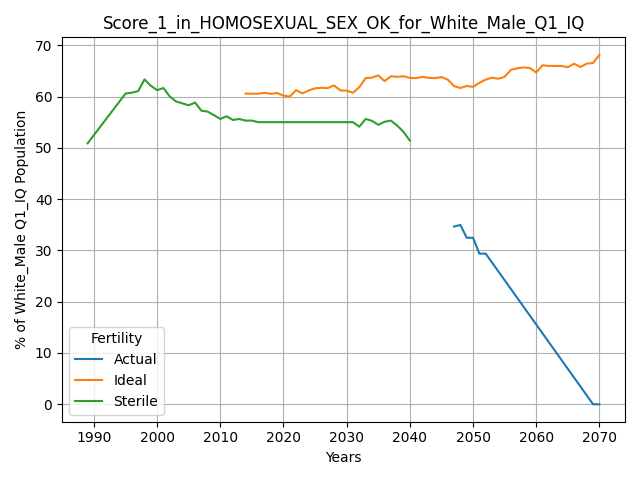 Score_1_in_HOMOSEXUAL_SEX_OK_for_White_Male_Q1_IQ
% of White_Male Q1_IQ Population
70
60
50
40
30
20
10
0
Fertility
Actual
Ideal
Sterile
1990 2000 2010 2020 2030 2040 2050 2060 2070
Years